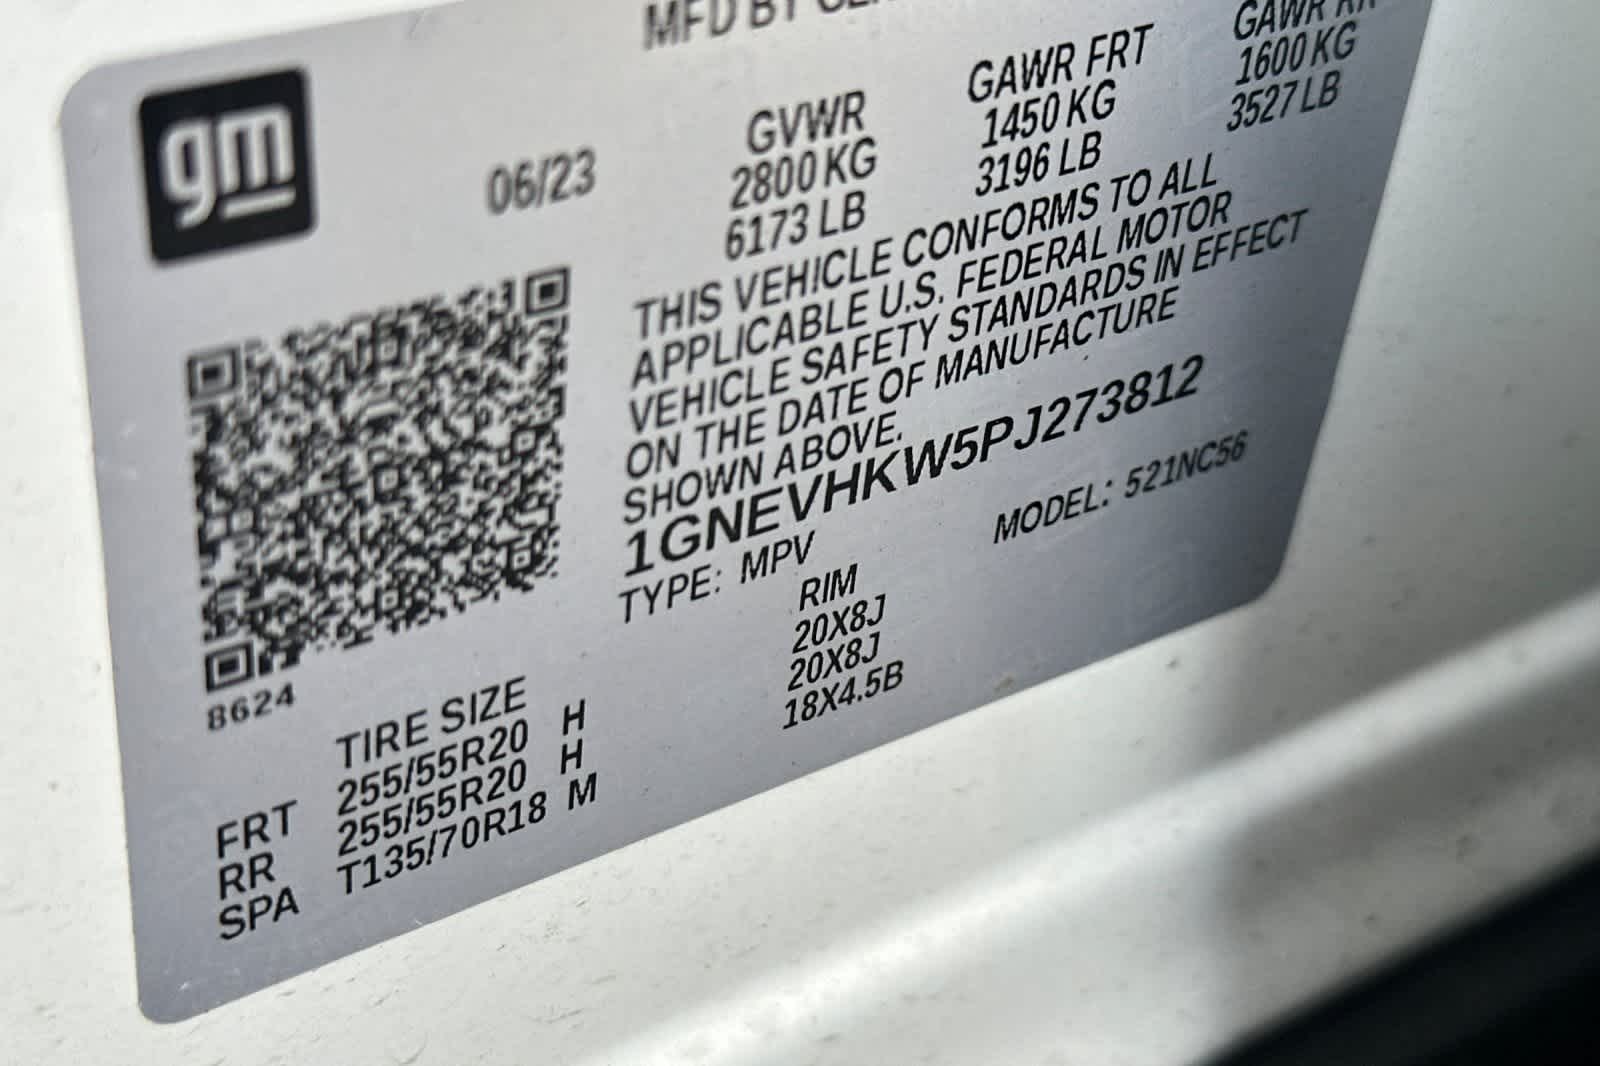 MFD BY
gm
06/23
GVWR
2800 KG
6173 LB
GAWR FRT
1450 KG
3196 LB
GAWR RR
1600 KG
3527 LB
THIS VEHICLE CONFORMS TO ALL
APPLICABLE U.S. FEDERAL MOTOR
VEHICLE SAFETY STANDARDS IN EFFECT
ON THE DATE OF MANUFACTURE
SHOWN ABOVE.
1GNEVHKW5PJ273812
TYPE: MPV
MODEL: 521NC56
8624
TIRE SIZE RIM
FRT 255/55R20 H 20X8J
RR 255/55R20 H 20X8J
SPA T135/70R18 M 18X4.5B